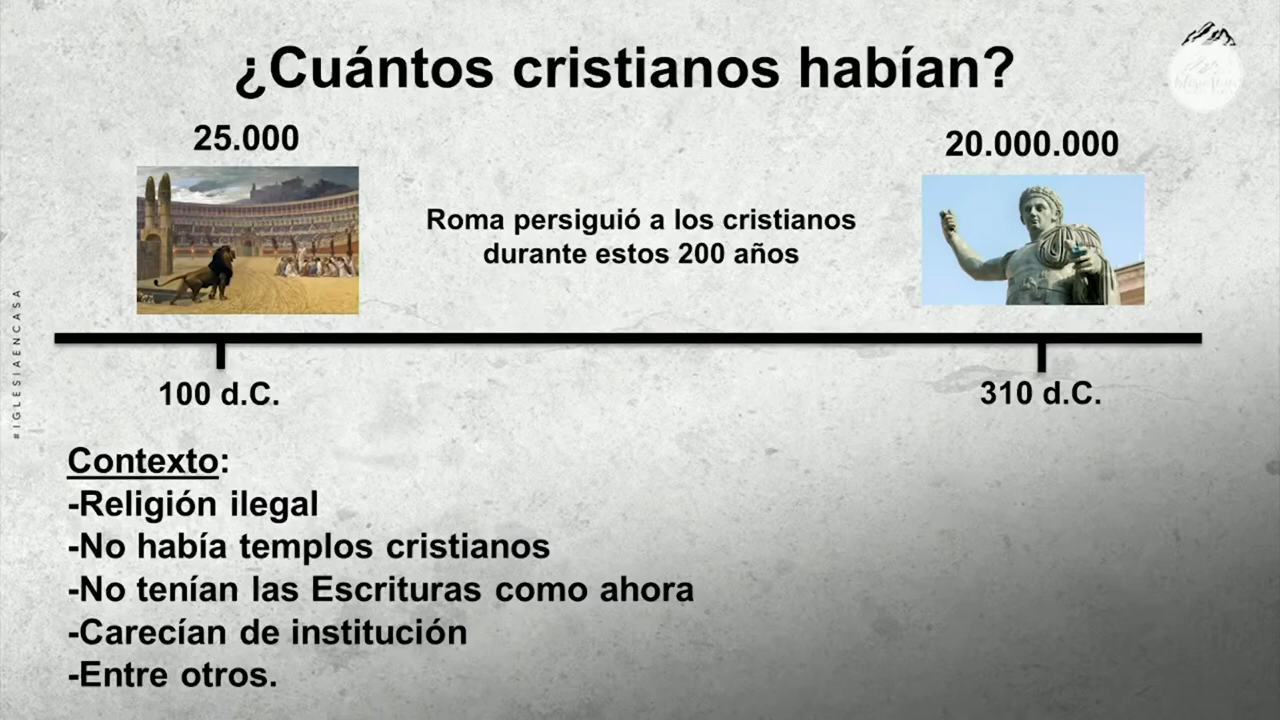 ¿Cuántos cristianos habían?
25.000
20.000.000
Roma persiguió a los cristianos
durante estos 200 años
100 d.C.
310 d.C.
#IGLESIAENCASA
Contexto:
-Religión ilegal
-No había templos cristianos
-No tenían las Escrituras como ahora
-Carecían de institución
-Entre otros.